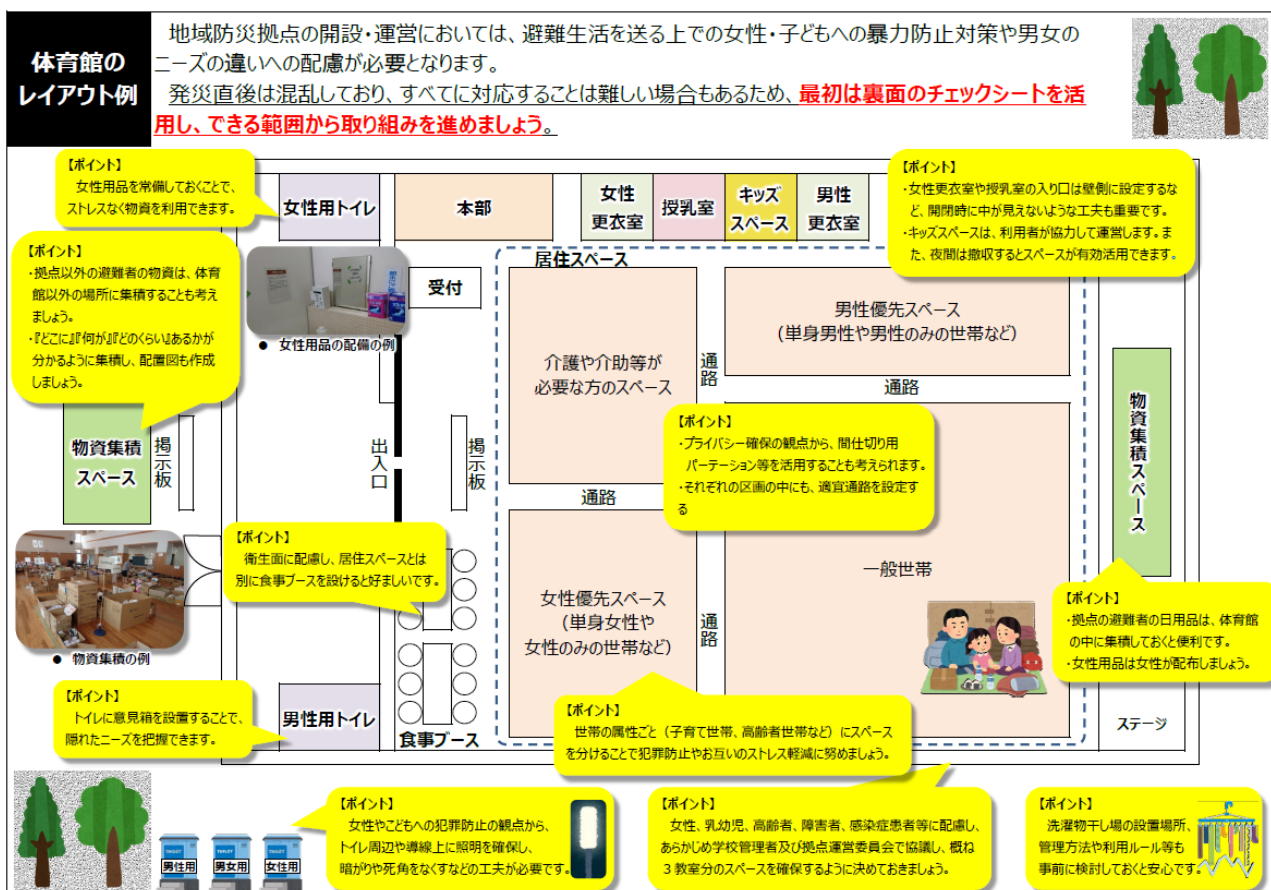 体育館の
レイアウト例
地域防災拠点の開設・運営においては、避難生活を送る上での女性・子どもへの暴力防止対策や男女の
ニーズの違いへの配慮が必要となります。
発災直後は混乱しており、すべてに対応することは難しい場合もあるため、最初は裏面のチェックシートを活
用し、できる範囲から取り組みを進めましょう。
【ポイント】
女性用品を常備しておくことで、
ストレスなく物資を利用できます。
女性用トイレ
本部
女性
更衣室
授乳室
キッズ
スペース
男性
更衣室
【ポイント】
・女性更衣室や授乳室の入り口は壁側に設定するな
ど、開閉時に中が見えないような工夫も重要です。
・キッズスペースは、利用者が協力して運営します。ま
た、夜間は撤収するとスペースが有効活用できます。
【ポイント】
・拠点以外の避難者の物資は、体育
館以外の場所に集積することも考え
ましょう。
・『どこに』『何が』『どのくらい』あるかが
分かるように集積し、配置図も作成
しましょう。
● 女性用品の配備の例
受付
居住スペース
介護や介助等が
必要な方のスペース
通路
男性優先スペース
（単身男性や男性のみの世帯など）
通路
物資集積
スペース
掲示板
出入口
掲示板
【ポイント】
・プライバシー確保の観点から、間仕切り用
パーテーション等を活用することも考えられます。
・それぞれの区画の中にも、適宜通路を設定す
る
物資集積スペース
通路
【ポイント】
衛生面に配慮し、居住スペースとは
別に食事ブースを設けると好ましいです。
● 物資集積の例
女性優先スペース
（単身女性や
女性のみの世帯など）
通路
一般世帯
【ポイント】
・拠点の避難者の日用品は、体育館
の中に集積しておくと便利です。
・女性用品は女性が配布しましょう。
【ポイント】
トイレに意見箱を設置することで、
隠れたニーズを把握できます。
男性用トイレ
食事ブース
【ポイント】
世帯の属性ごと（子育て世帯、高齢者世帯など）にスペース
を分けることで犯罪防止やお互いのストレス軽減に努めましょう。
ステージ
TOILET
男性用
TOILET
男女用
TOILET
女性用
【ポイント】
女性やこどもへの犯罪防止の観点から、
トイレ周辺や導線上に照明を確保し、
暗がりや死角をなくすなどの工夫が必要です。
【ポイント】
女性、乳幼児、高齢者、障害者、感染症患者等に配慮し、
あらかじめ学校管理者及び拠点運営委員会で協議し、概ね
３教室分のスペースを確保するように決めておきましょう。
【ポイント】
洗濯物干し場の設置場所、
管理方法や利用ルール等も
事前に検討しておくと安心です。